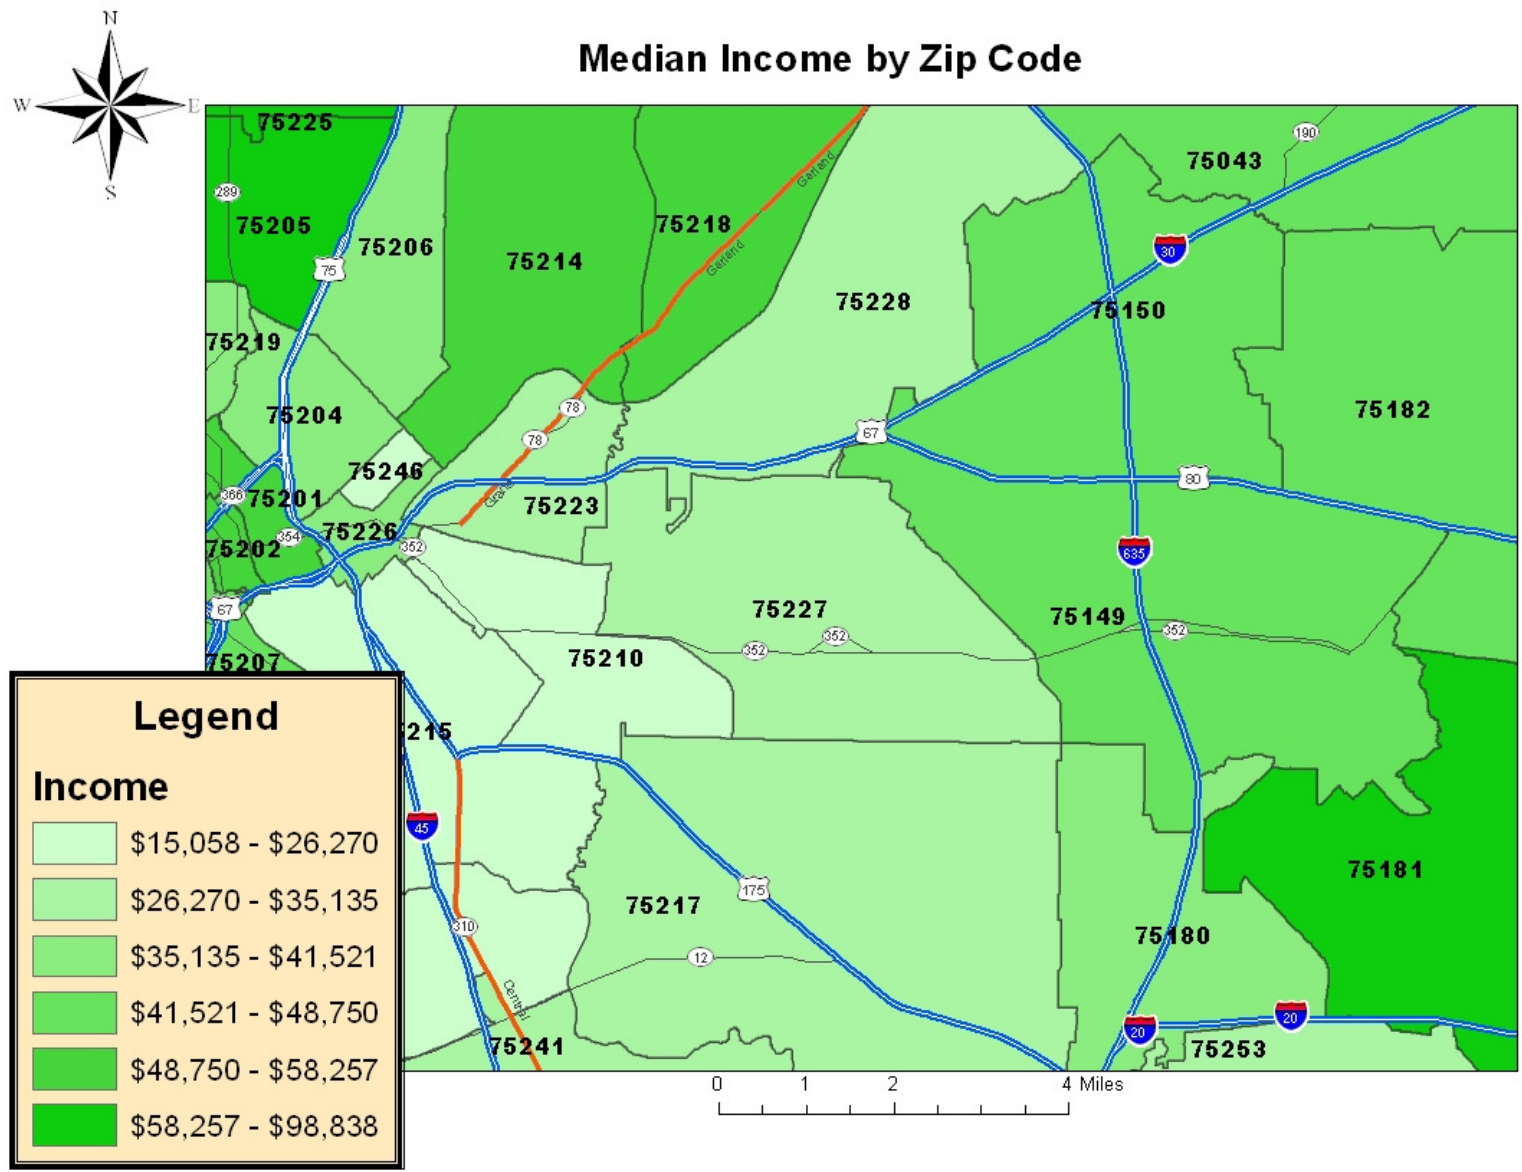 N
Median Income by Zip Code
W
E
S
75225
190
75043
Garland
289
75205
75218
75206
Garland
75214
30
75
75228
75150
75219
78
75182
75204
67
78
75246
80
366
75201
Grand
75223
75226
354
352
75202
635
67
75227
75149
352
352
352
75207
75210
Legend
5215
Income
45
$15,058 - $26,270
75181
175
$26,270 - $35,135
75217
310
75180
12
$35,135 - $41,521
Central
$41,521 - $48,750
20
20
75241
75253
$48,750 - $58,257
0 1 2 4 Miles
$58,257 - $98,838